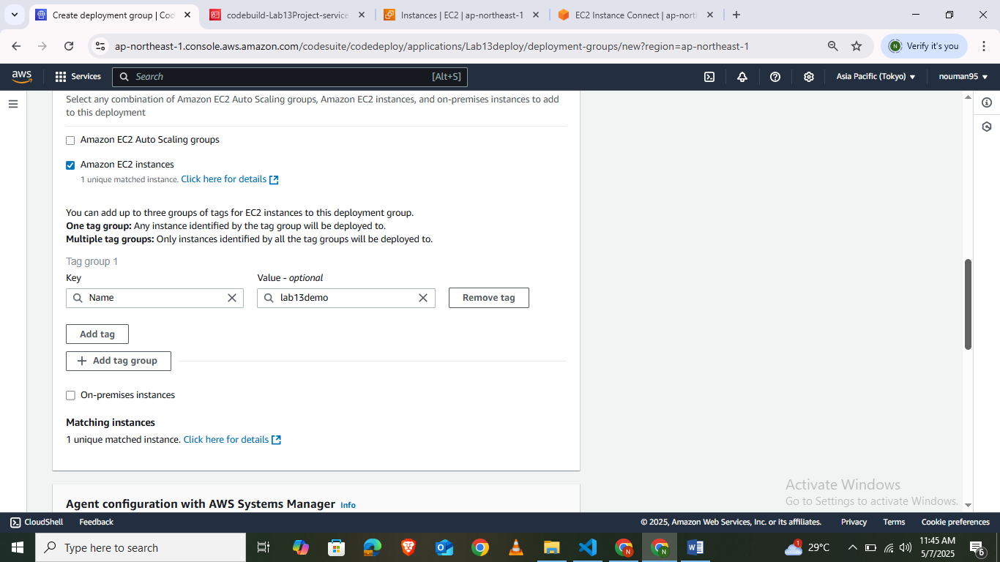 Create deployment group | Cod
codebuild-Lab13Project-service
Instances | EC2 | ap-northeast-1
EC2 Instance Connect | ap-nort
ap-northeast-1.console.aws.amazon.com/codesuite/codedeploy/applications/Lab13deploy/deployment-groups/new?region=ap-northeast-1
N
Verify it's you
aws
Services
Search
[Alt+S]
Asia Pacific (Tokyo)
nouman95
Select any combination of Amazon EC2 Auto Scaling groups, Amazon EC2 instances, and on-premises instances to add
to this deployment
Amazon EC2 Auto Scaling groups
Amazon EC2 instances
1 unique matched instance. Click here for details
You can add up to three groups of tags for EC2 instances to this deployment group.
One tag group: Any instance identified by the tag group will be deployed to.
Multiple tag groups: Only instances identified by all the tag groups will be deployed to.
Tag group 1
Key
Value - optional
Name
lab13demo
Remove tag
Add tag
Add tag group
On-premises instances
Matching instances
1 unique matched instance. Click here for details
Agent configuration with AWS Systems Manager Info
Activate Windows
Go to Settings to activate Windows.
CloudShell
Feedback
© 2025, Amazon Web Services, Inc. or its affiliates.
Privacy
Terms
Cookie preferences
Type here to search
N
N
1
29°C
11:45 AM
5/7/2025
6